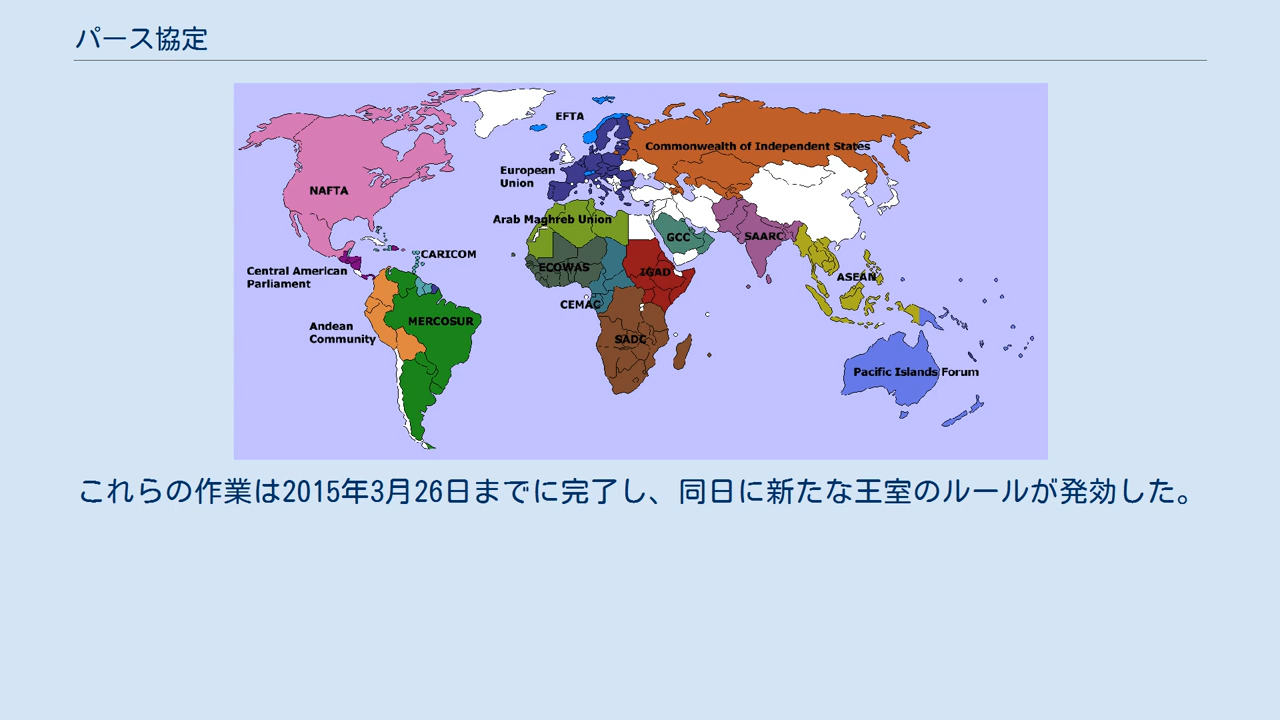 パース協定
EFTA
Commonwealth of Independent States
European
Union
NAFTA
Arab Maghreb Union
GCC
SAARC
CARICOM
ECOWAS
IGAD
Central American
Parliament
ASEAN
CEMAC
MERCOSUR
Andean
Community
SADC
Pacific Islands Forum
これらの作業は2015年3月26日までに完了し、同日に新たな王室のルールが発効した。